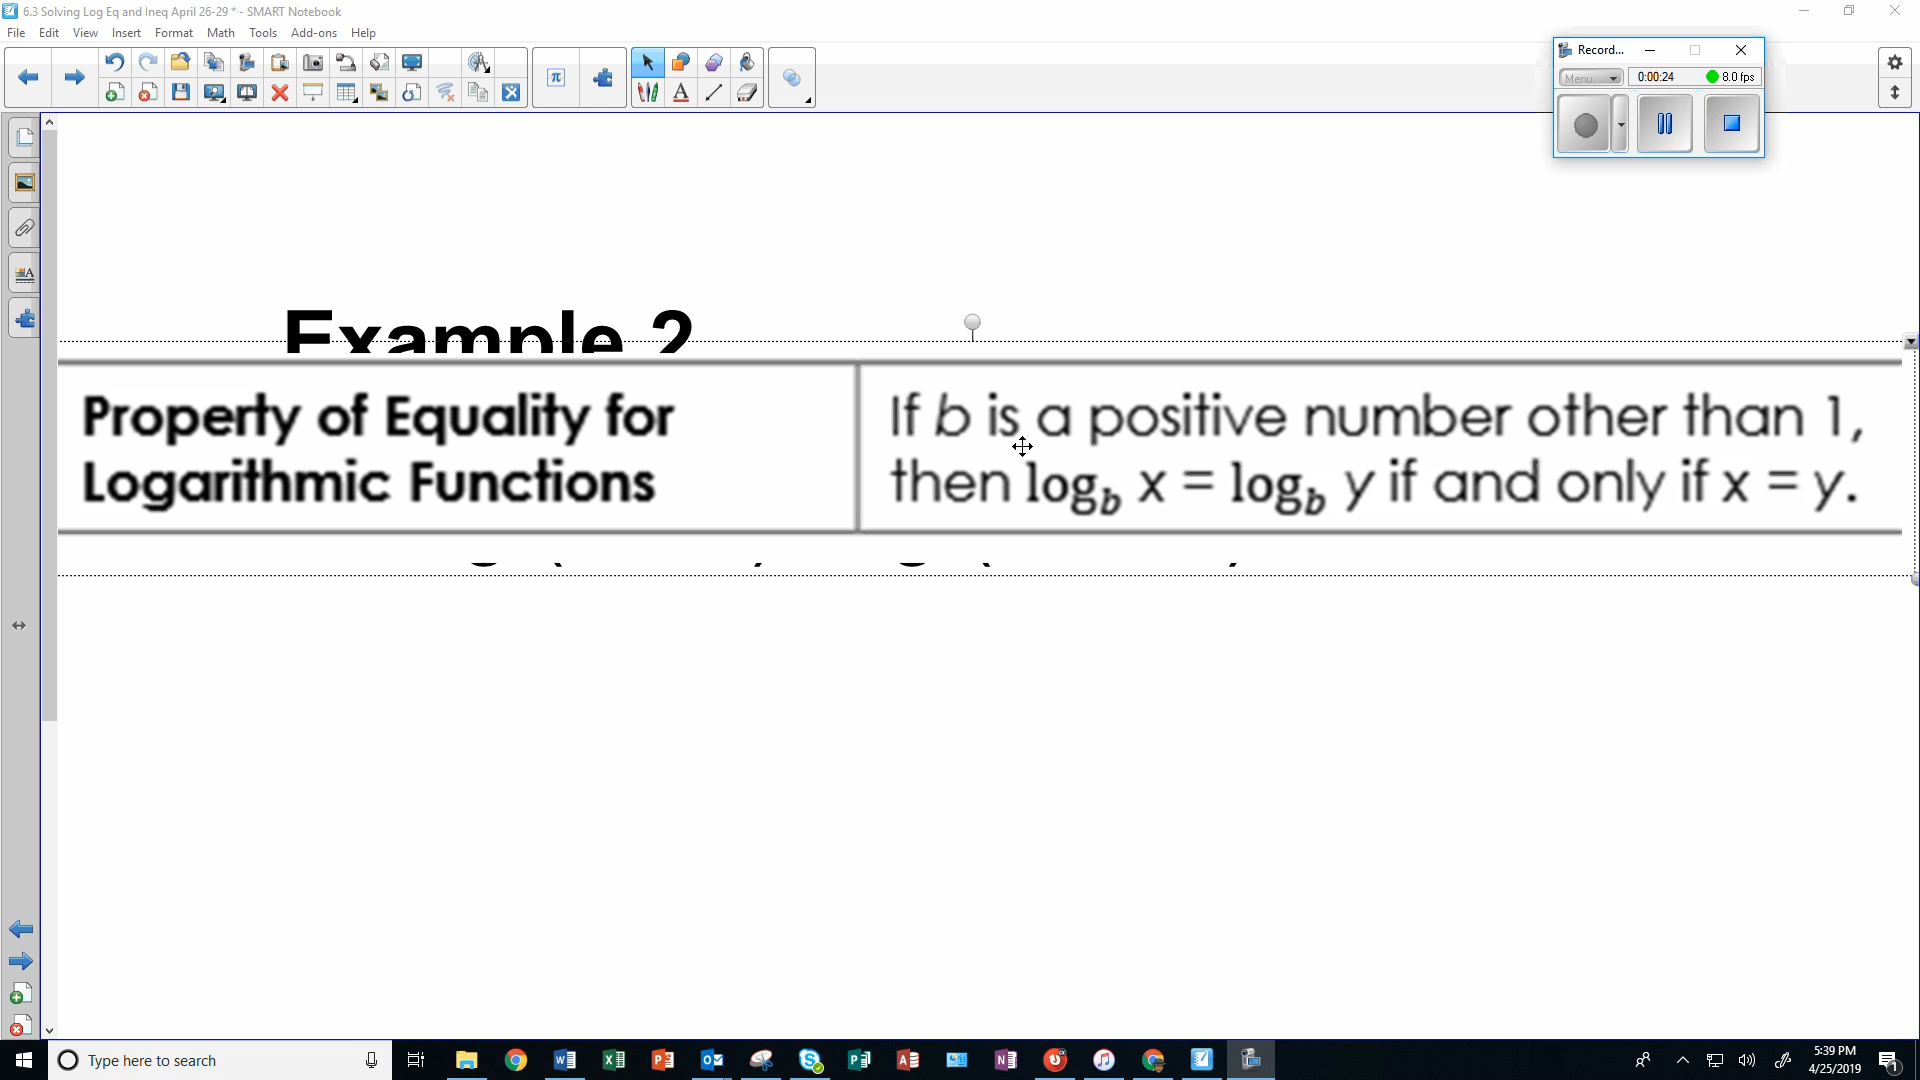 6.3 Solving Log Eq and Ineq April 26-29 * - SMART Notebook
File Edit View Insert Format Math Tools Add-ons Help
Record...
Menu 0:00:24 8.0 fps
Example 2
Property of Equality for
Logarithmic Functions
If b is a positive number other than 1,
then log_b x = log_b y if and only if x = y.
Type here to search
5:39 PM
4/25/2019
1